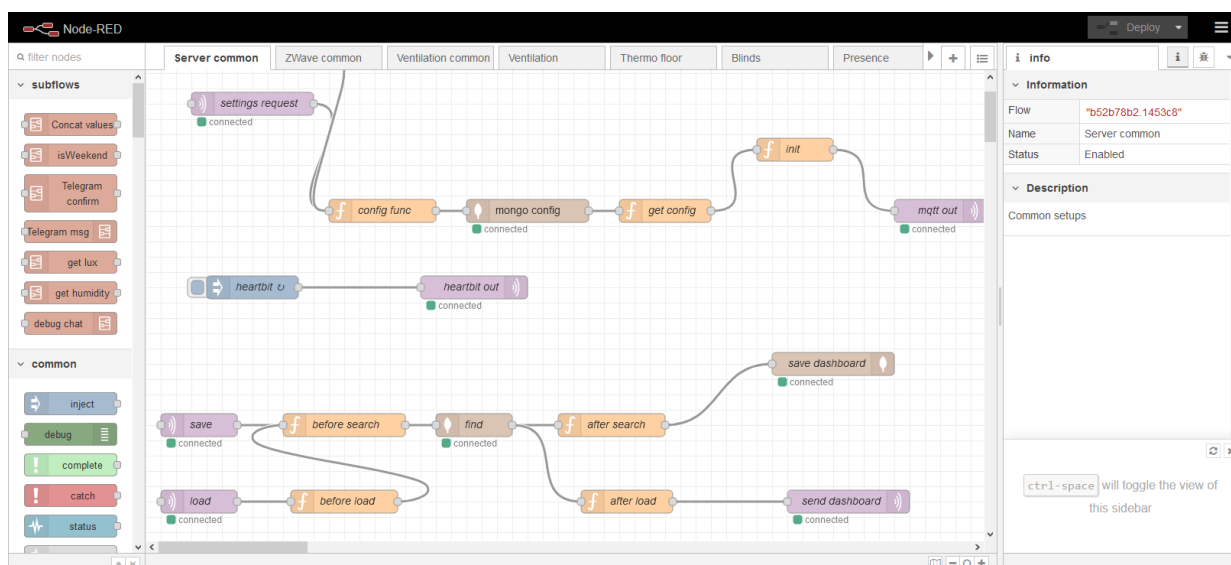 Node-RED
Deploy
filter nodes
Server common
ZWave common
Ventilation common
Ventilation
Thermo floor
Blinds
Presence
i info
i
subflows
Concat values
isWeekend
Telegram
confirm
Telegram msg
get lux
get humidity
debug chat
common
inject
debug
complete
catch
status
settings request
connected
init
config func
mongo config
connected
get config
mqtt out
connected
heartbit ↻
heartbit out
connected
save dashboard
connected
save
connected
before search
find
connected
after search
load
connected
before load
after load
send dashboard
connected
Information
Flow
"b52b78b2.1453c8"
Name
Server common
Status
Enabled
Description
Common setups
ctrl-space will toggle the view of
this sidebar